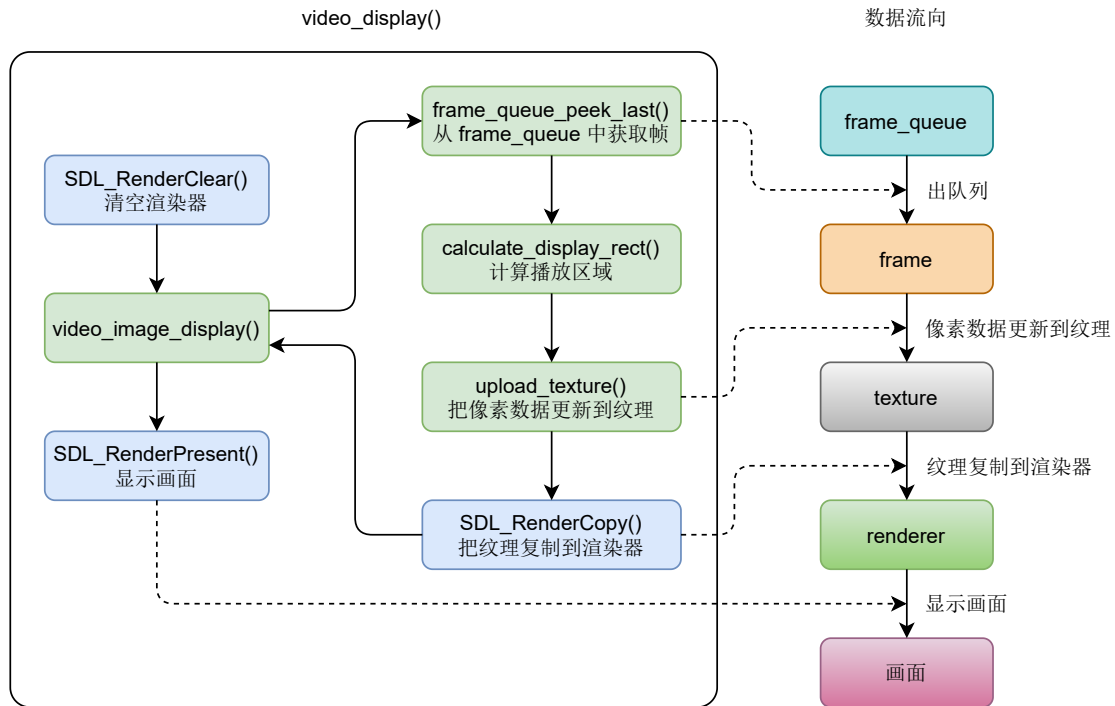 video_display()
数据流向
SDL_RenderClear()
清空渲染器
video_image_display()
SDL_RenderPresent()
显示画面
frame_queue_peek_last()
从 frame_queue 中获取帧
calculate_display_rect()
计算播放区域
upload_texture()
把像素数据更新到纹理
SDL_RenderCopy()
把纹理复制到渲染器
frame_queue
出队列
frame
像素数据更新到纹理
texture
纹理复制到渲染器
renderer
显示画面
画面